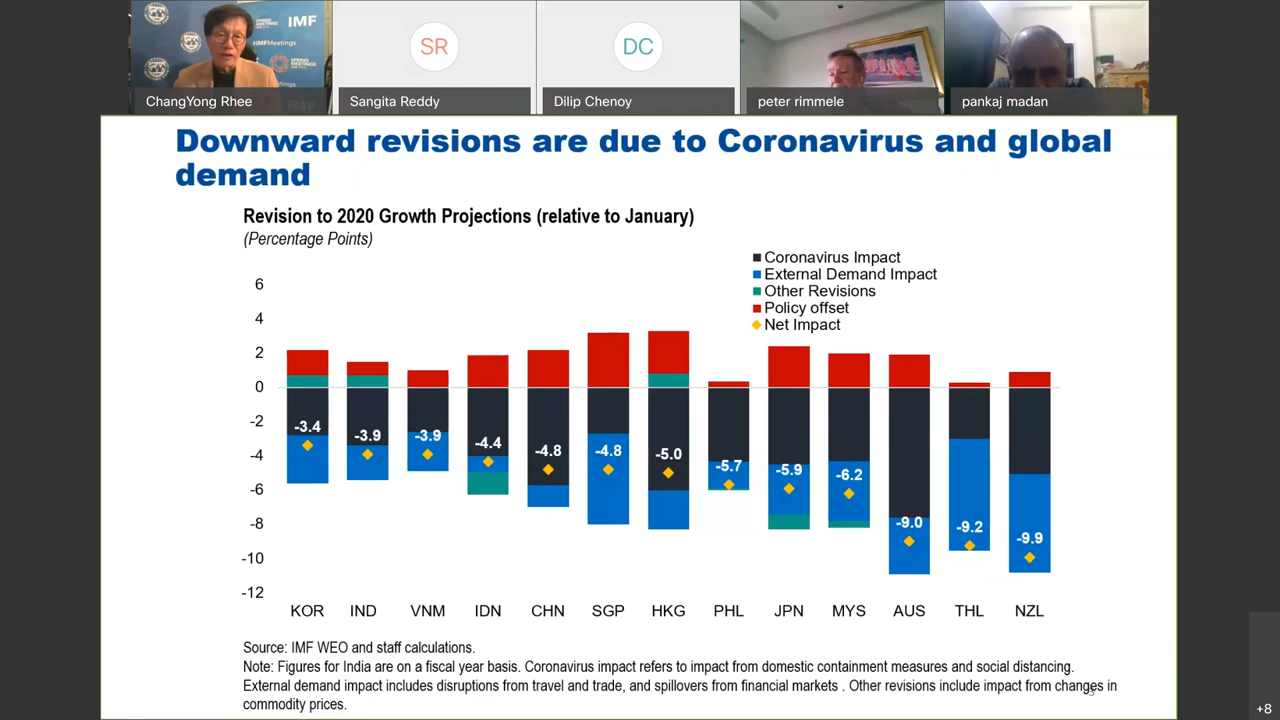 IMF
SPRING
MEETINGS
#IMFMeetings
SPRING
MEETINGS
IMF
SR
DC
ChangYong Rhee
Sangita Reddy
Dilip Chenoy
peter rimmele
pankaj madan
Downward revisions are due to Coronavirus and global
demand
Revision to 2020 Growth Projections (relative to January)
(Percentage Points)
Coronavirus Impact
External Demand Impact
Other Revisions
Policy offset
Net Impact
6
4
2
0
-2
-4
-6
-8
-10
-12
-3.4
-3.9
-3.9
-4.4
-4.8
-4.8
-5.0
-5.7
-5.9
-6.2
-9.0
-9.2
-9.9
KOR IND VNM IDN CHN SGP HKG PHL JPN MYS AUS THL NZL
Source: IMF WEO and staff calculations.
Note: Figures for India are on a fiscal year basis. Coronavirus impact refers to impact from domestic containment measures and social distancing.
External demand impact includes disruptions from travel and trade, and spillovers from financial markets . Other revisions include impact from changes in
commodity prices.
+8